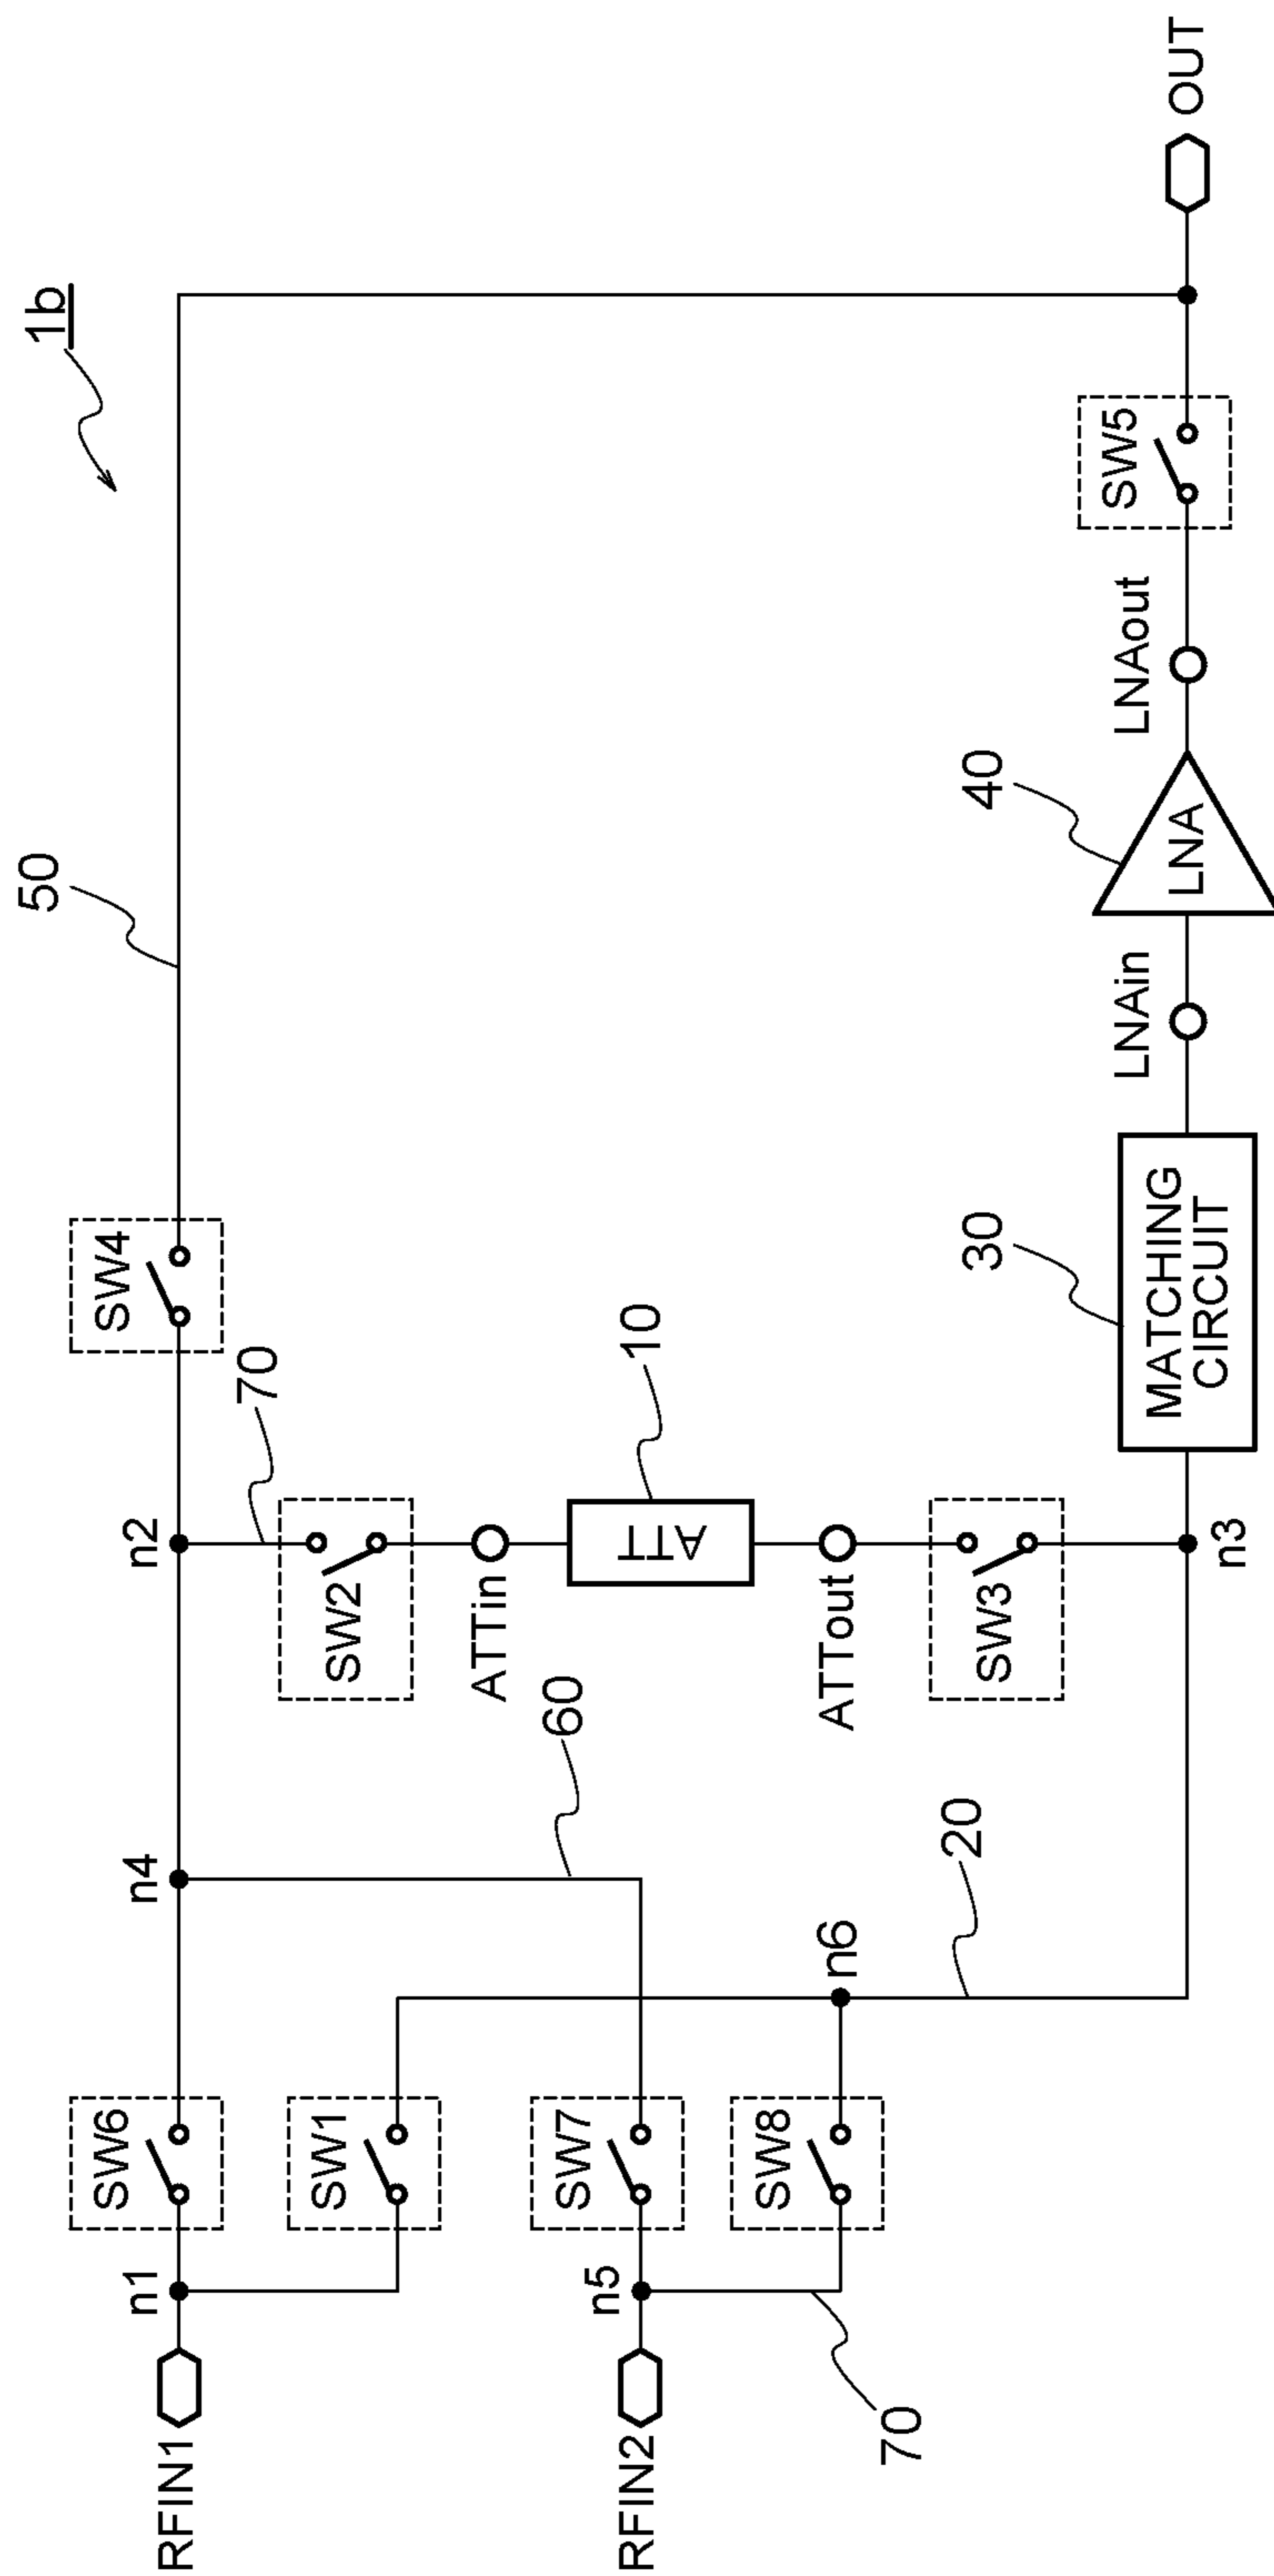 1b
50
SW4
70
n2
n4
SW6
n1
RFIN1
SW1
SW2
ATTin
10
ATT
60
ATTout
SW3
SW7
n5
RFIN2
SW8
n6
20
70
n3
30
MATCHING
CIRCUIT
LNAin
40
LNA
LNAout
SW5
OUT